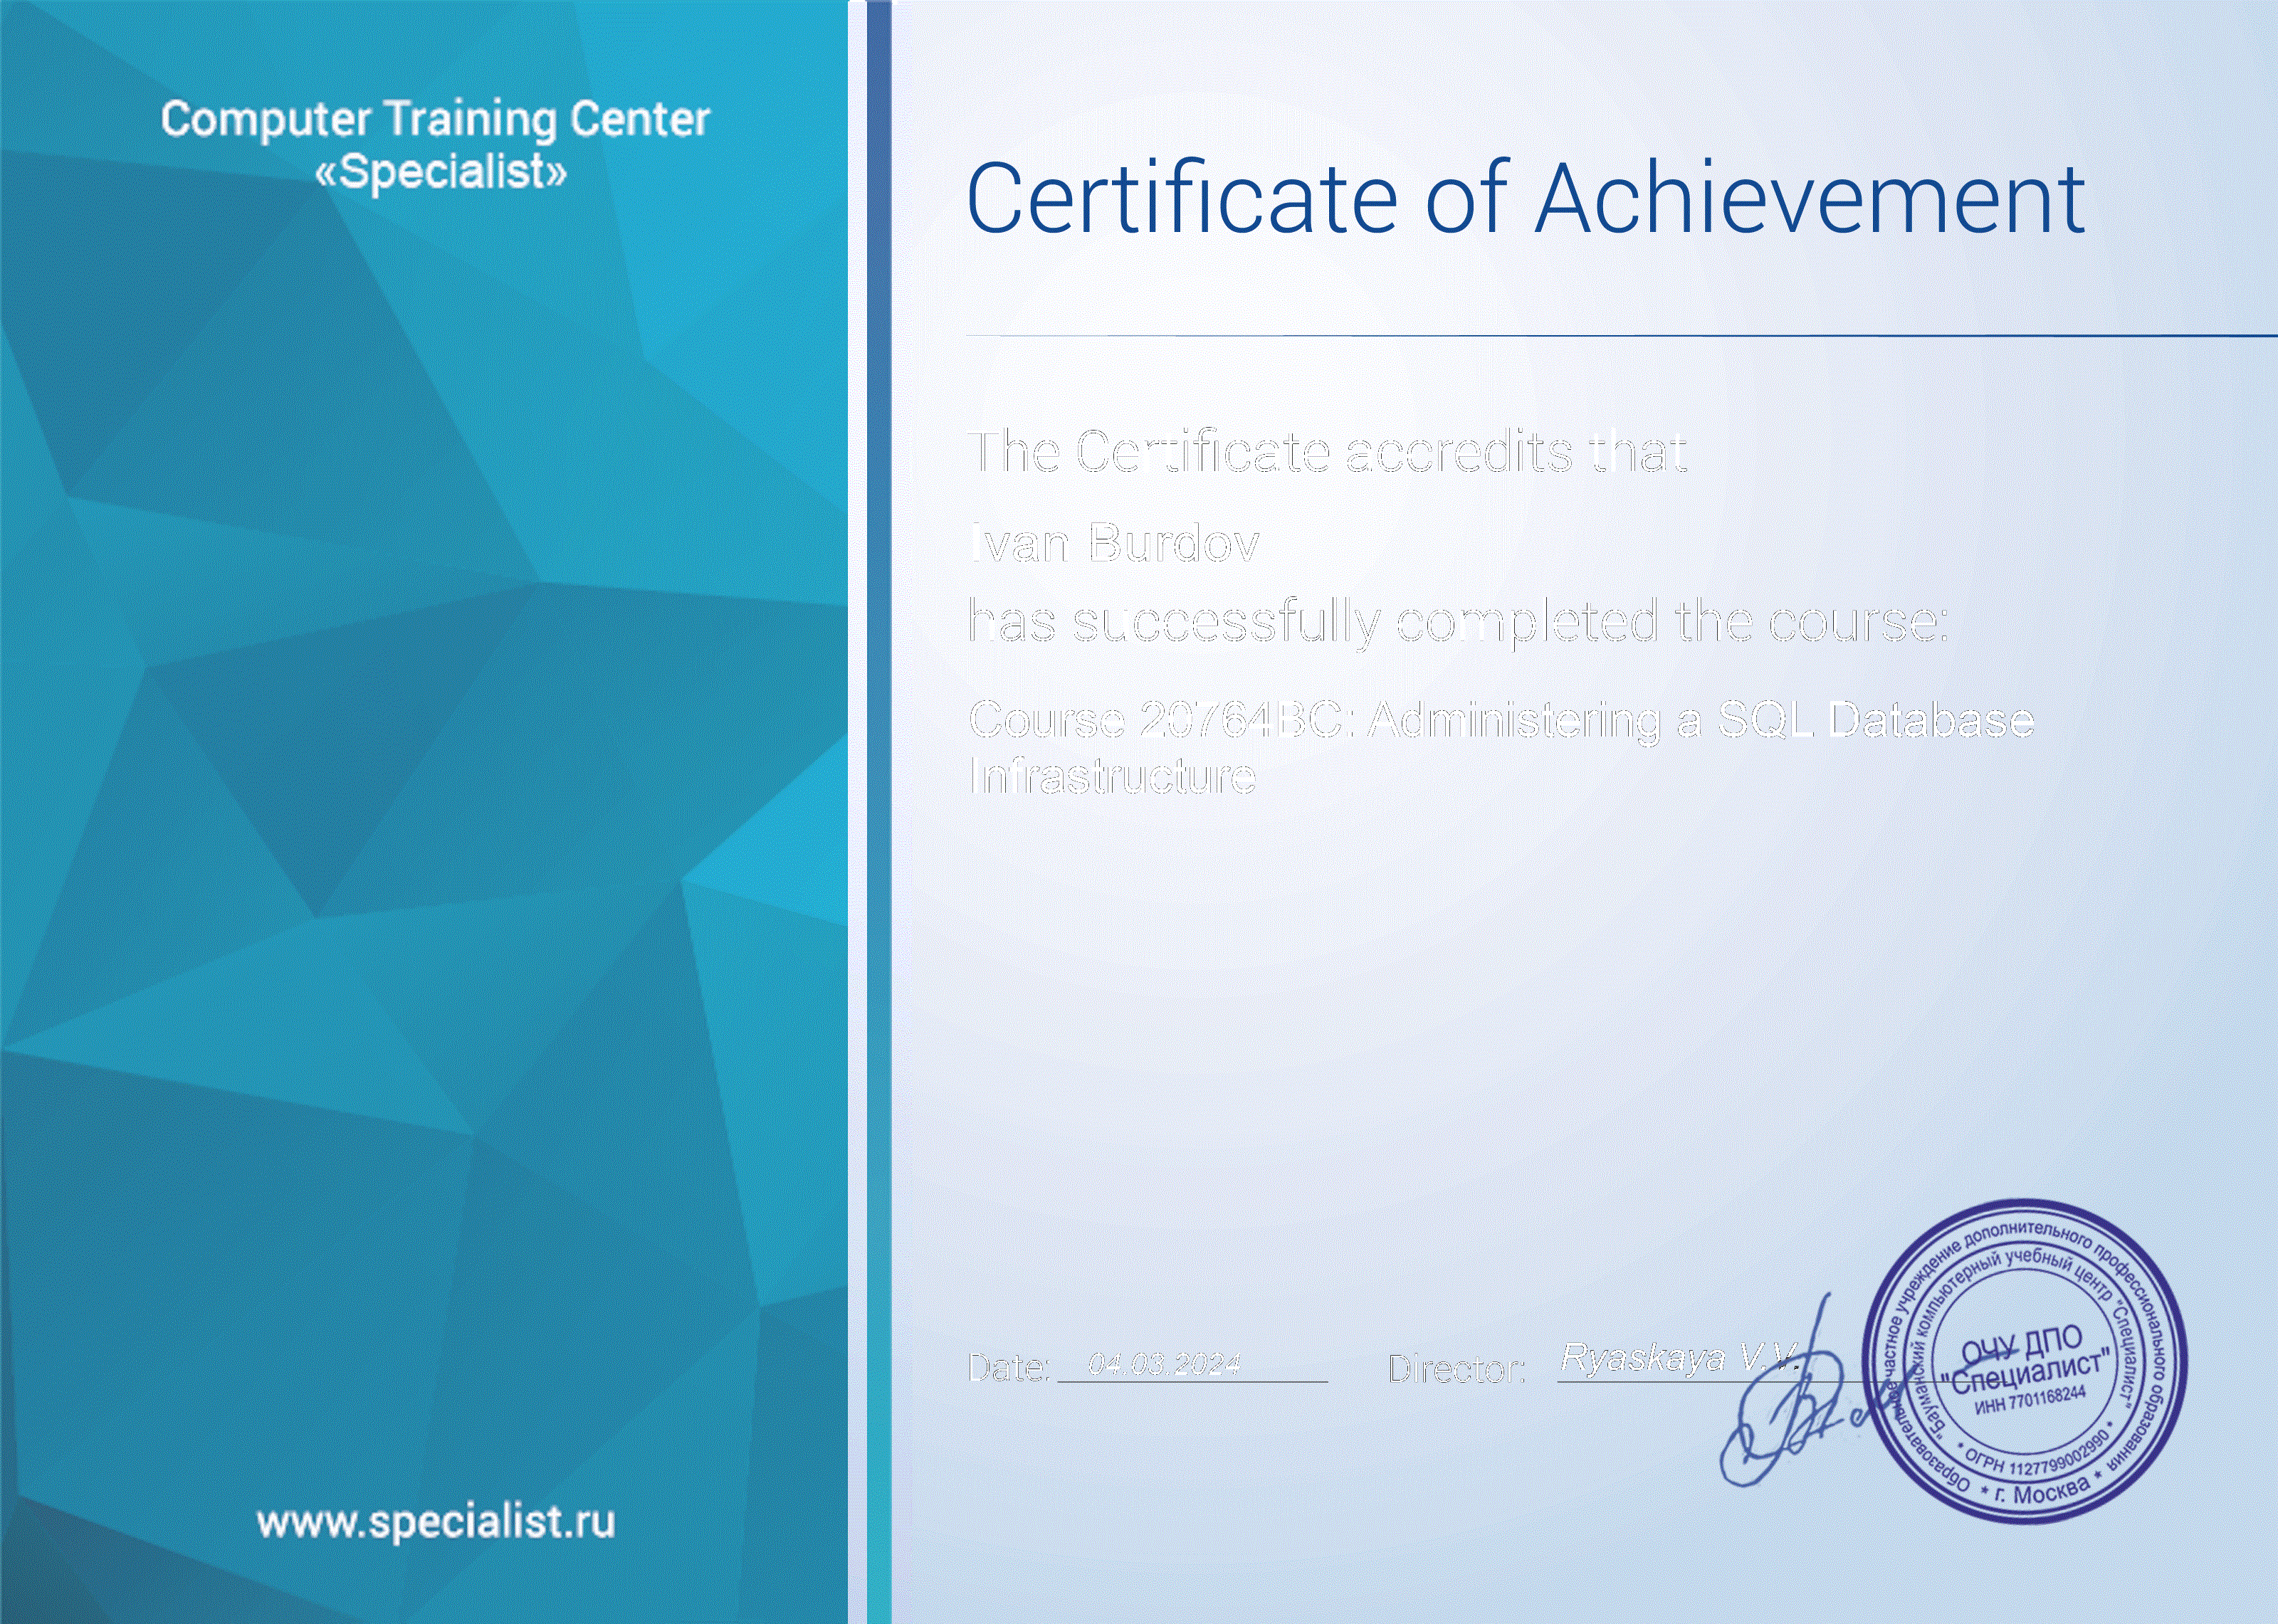 Computer Training Center
«Specialist»
Certificate of Achievement
The Certificate accredits that
Ivan Burdov
has successfully completed the course:
Course 20764BC: Administering a SQL Database
Infrastructure
Date: 04.03.2024 Director: Ryaskaya V.V.
Образовательное частное учреждение дополнительного профессионального образования
"Бауманский компьютерный учебный центр "Специалист"
ОЧУ ДПО
"Специалист"
ИНН 7701168244
* ОГРН 1127799002990 *
* г. Москва *
www.specialist.ru